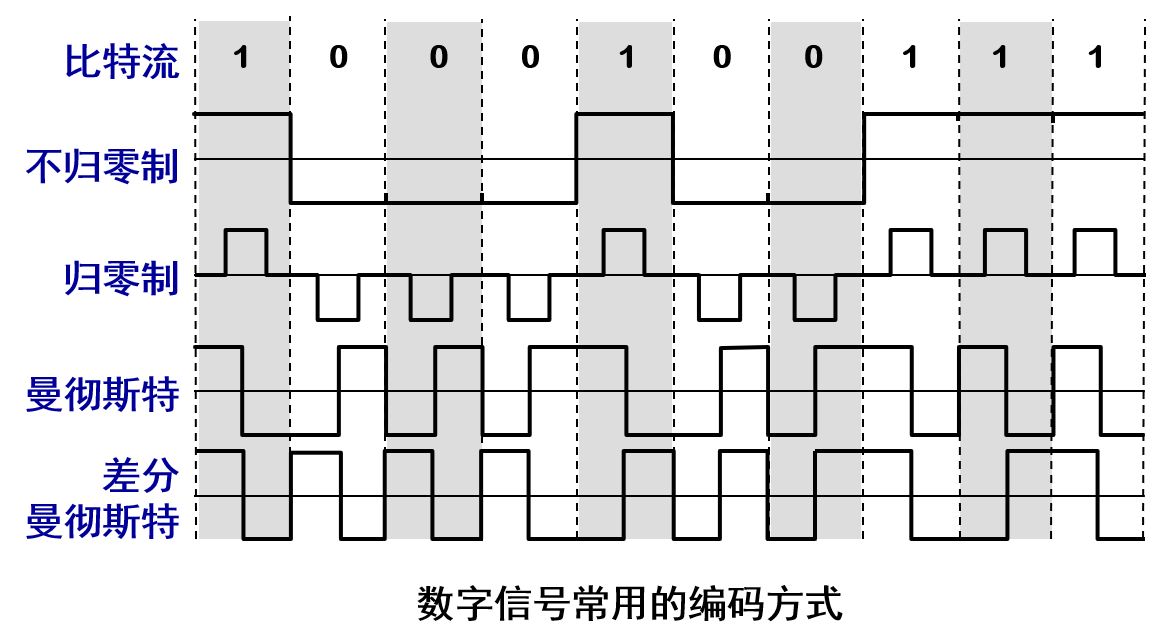 比特流 1 0 0 0 1 0 0 1 1 1
不归零制
归零制
曼彻斯特
差分
曼彻斯特
数字信号常用的编码方式